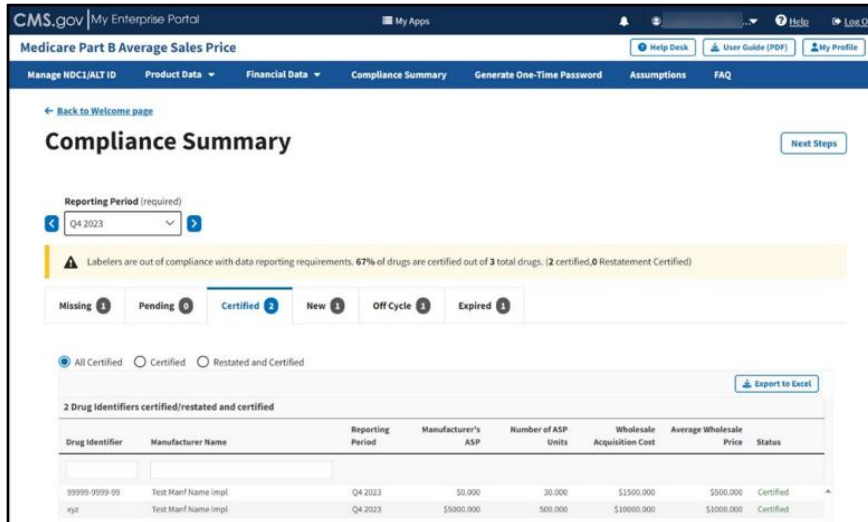 CMS.gov My Enterprise Portal My Apps ...▾ Help Log O
Medicare Part B Average Sales Price Help Desk User Guide (PDF) My Profile
Manage NDC1/ALT ID Product Data Financial Data Compliance Summary Generate One-Time Password Assumptions FAQ
← Back to Welcome page
Compliance Summary Next Steps
Reporting Period (required)
Q4 2023
Labelers are out of compliance with data reporting requirements. 67% of drugs are certified out of 3 total drugs. (2 certified,0 Restatement Certified)
Missing 1 Pending 0 Certified 2 New 1 Off Cycle 1 Expired 1
All Certified Certified Restated and Certified
Export to Excel
2 Drug Identifiers certified/restated and certified
Reporting Manufacturer's Number of ASP Wholesale Average Wholesale
Drug Identifier Manufacturer Name Period ASP Units Acquisition Cost Price Status
99999-9999-99 Test Manf Name impl Q4 2023 $0.000 30.000 $1500.000 $500.000 Certified
xyz Test Manf Name impl Q4 2023 $5000.000 500.000 $10000.000 $1000.000 Certified